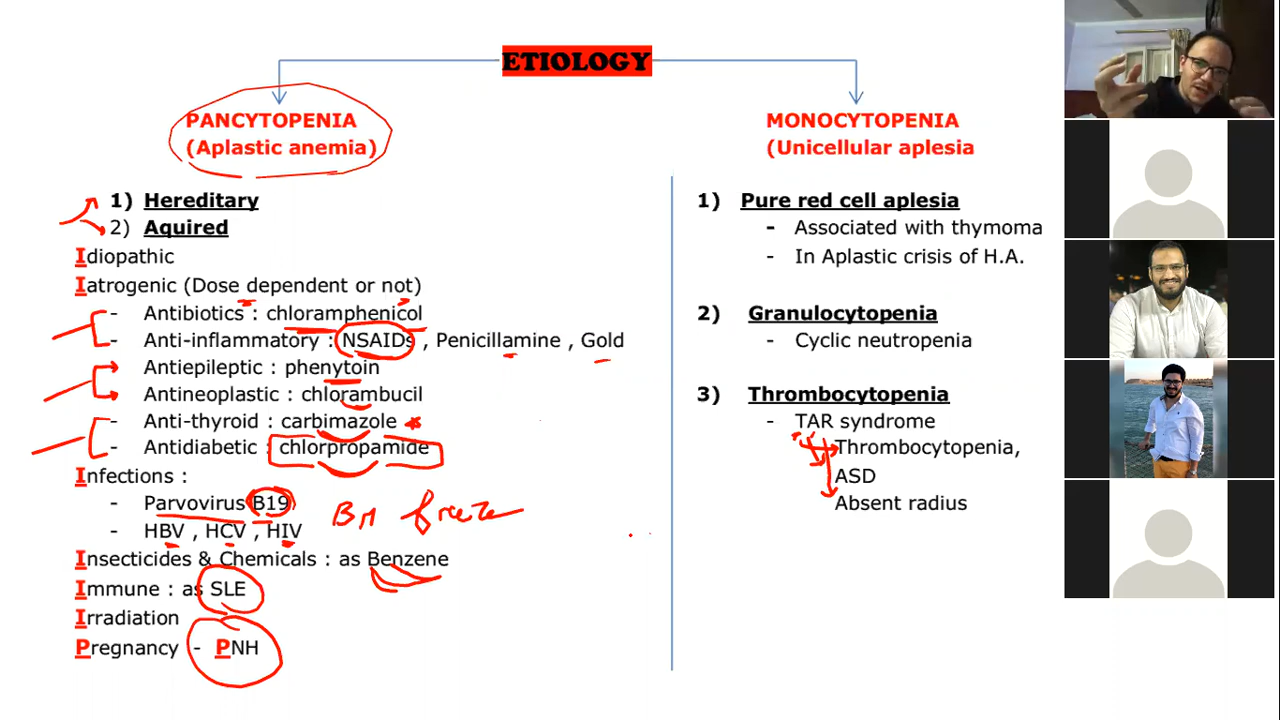 ETIOLOGY
PANCYTOPENIA
(Aplastic anemia)
1) Hereditary
2) Aquired
Idiopathic
Iatrogenic (Dose dependent or not)
- Antibiotics : chloramphenicol
- Anti-inflammatory : NSAIDs , Penicillamine , Gold
- Antiepileptic : phenytoin
- Antineoplastic : chlorambucil
- Anti-thyroid : carbimazole
- Antidiabetic : chlorpropamide
Infections :
- Parvovirus B19
- HBV , HCV , HIV
BM freeze
Insecticides & Chemicals : as Benzene
Immune : as SLE
Irradiation
Pregnancy - PNH
MONOCYTOPENIA
(Unicellular aplesia
1) Pure red cell aplesia
- Associated with thymoma
- In Aplastic crisis of H.A.
2) Granulocytopenia
- Cyclic neutropenia
3) Thrombocytopenia
- TAR syndrome
Thrombocytopenia,
ASD
Absent radius